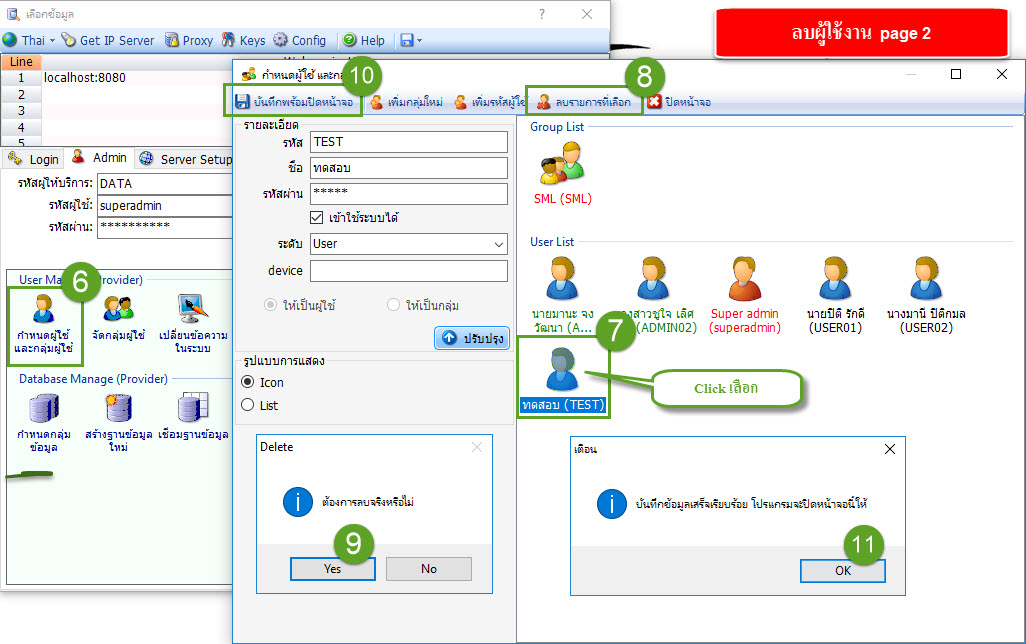 เลือกข้อมูล
?
ลบผู้ใช้งาน page 2
Thai Get IP Server Proxy Keys Config Help
Line
1 localhost:8080
2
3
4
5
Login Admin Server Setup
รหัสผู้ให้บริการ: DATA
รหัสผู้ใช้: superadmin
รหัสผ่าน: **********
User Ma Provider)
6
กำหนดผู้ใช้
และกลุ่มผู้ใช้
จัดกลุ่มผู้ใช้
เปลี่ยนข้อความ
ในระบบ
Database Manage (Provider)
กำหนดกลุ่ม
ข้อมูล
สร้างฐานข้อมูล
ใหม่
เชื่อมฐานข้อมูล
กำหนดผู้ใช้ และกลุ่
10
8
บันทึกพร้อมปิดหน้าจอ เพิ่มกลุ่มใหม่ เพิ่มรหัสผู้ใช้ ลบรายการที่เลือก ปิดหน้าจอ
รายละเอียด
รหัส TEST
ชื่อ ทดสอบ
รหัสผ่าน *****
เข้าใช้ระบบได้
ระดับ User
device
ให้เป็นผู้ใช้ ให้เป็นกลุ่ม
ปรับปรุง
รูปแบบการแสดง
Icon
List
Group List
SML (SML)
User List
นายมานะ จง
วัฒนา (A...
งสาวชูใจ เลิศ
(ADMIN02)
Super admin
(superadmin)
นายปิติ รักดี
(USER01)
นางมานี ปิติกมล
(USER02)
7
ทดสอบ (TEST)
Click เลือก
Delete
ต้องการลบจริงหรือไม่
9
Yes No
เตือน
บันทึกข้อมูลเสร็จเรียบร้อย โปรแกรมจะปิดหน้าจอนี้ให้
11
OK